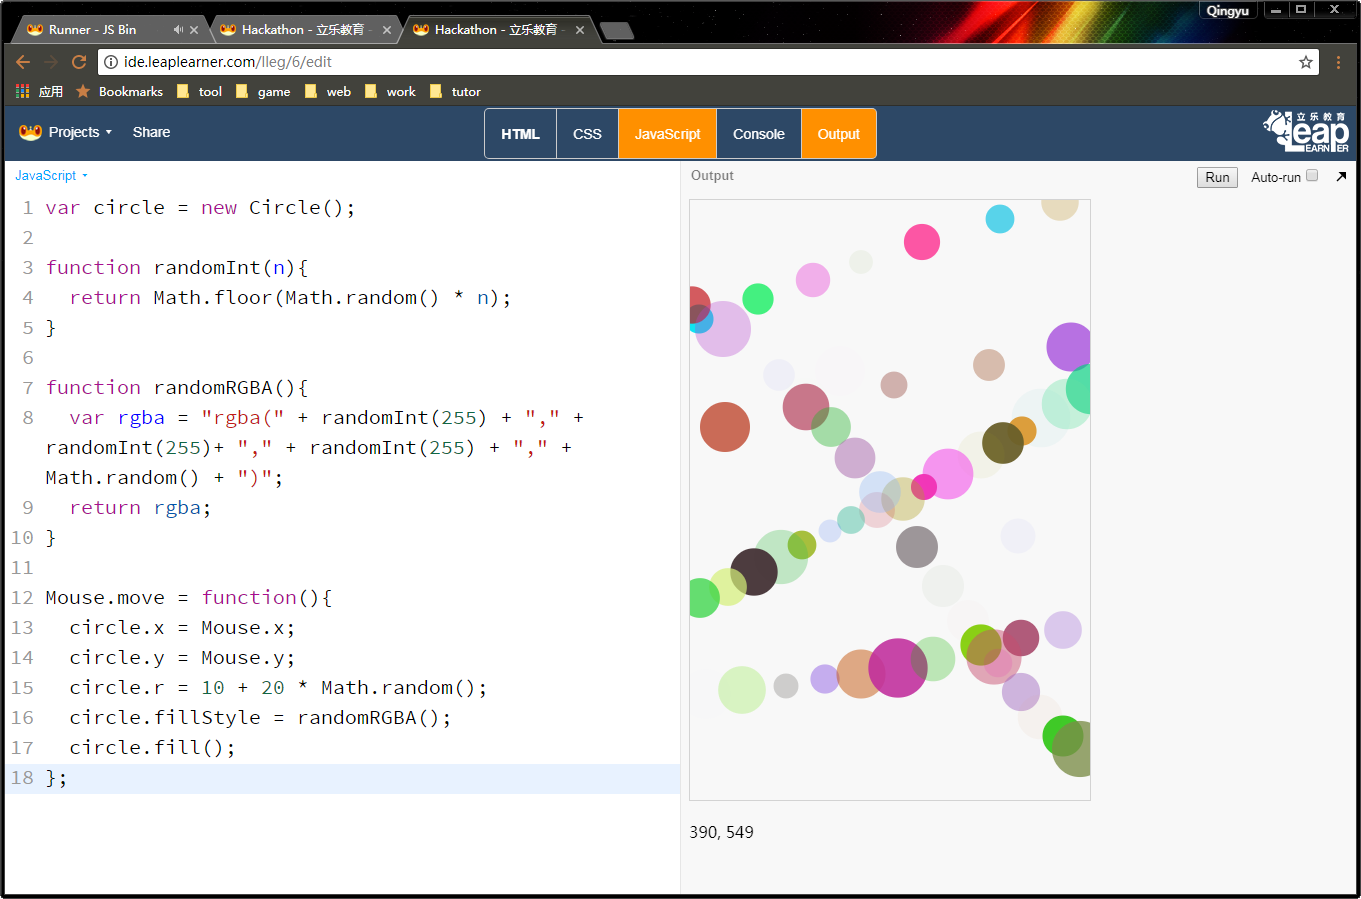 Qingyu
Runner - JS Bin
Hackathon - 立乐教育 -
Hackathon - 立乐教育 -
ide.leaplearner.com/lleg/6/edit
应用 Bookmarks tool game web work tutor
Projects Share HTML CSS JavaScript Console Output
立乐教育
Leap
LEARNER
JavaScript
Output Run Auto-run
1 var circle = new Circle();
2
3 function randomInt(n){
4 return Math.floor(Math.random() * n);
5 }
6
7 function randomRGBA(){
8 var rgba = "rgba(" + randomInt(255) + "," +
randomInt(255)+ "," + randomInt(255) + "," +
Math.random() + ")";
9 return rgba;
10 }
11
12 Mouse.move = function(){
13 circle.x = Mouse.x;
14 circle.y = Mouse.y;
15 circle.r = 10 + 20 * Math.random();
16 circle.fillStyle = randomRGBA();
17 circle.fill();
18 };
390, 549